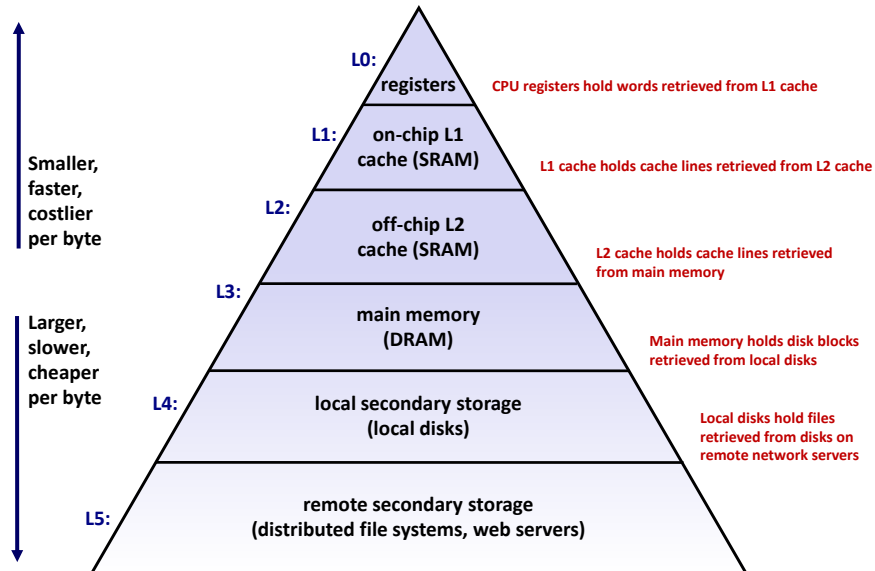 L0:
registers
CPU registers hold words retrieved from L1 cache
L1:
on-chip L1
cache (SRAM)
L1 cache holds cache lines retrieved from L2 cache
Smaller,
faster,
costlier
per byte
L2:
off-chip L2
cache (SRAM)
L2 cache holds cache lines retrieved
from main memory
L3:
main memory
(DRAM)
Larger,
slower,
cheaper
per byte
Main memory holds disk blocks
retrieved from local disks
L4:
local secondary storage
(local disks)
Local disks hold files
retrieved from disks on
remote network servers
L5:
remote secondary storage
(distributed file systems, web servers)